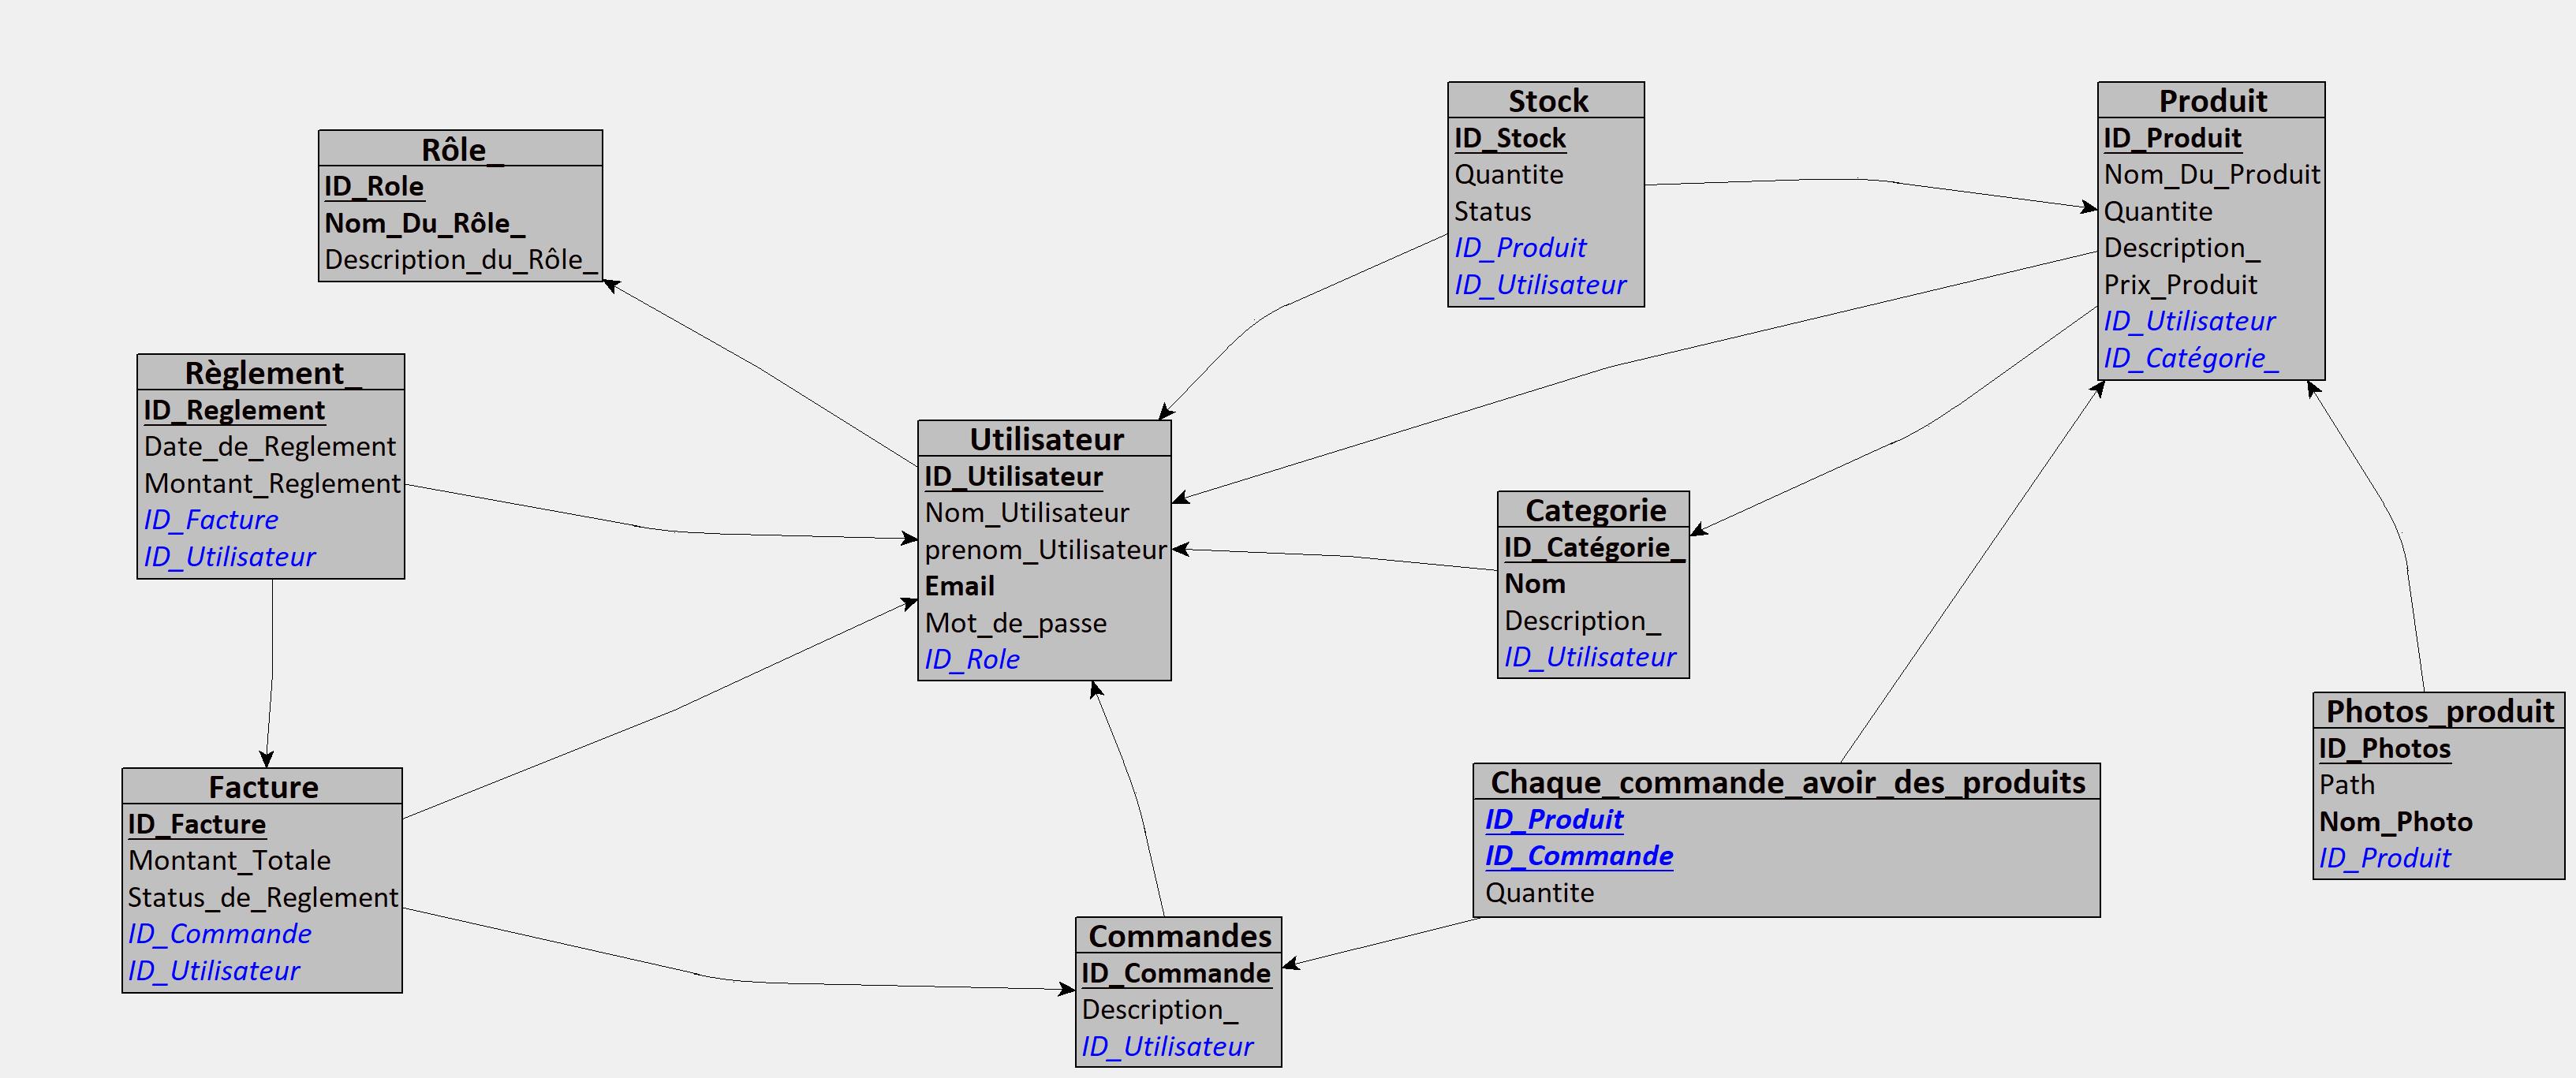 Rôle_
ID_Role
Nom_Du_Rôle_
Description_du_Rôle_
Stock
ID_Stock
Quantite
Status
ID_Produit
ID_Utilisateur
Produit
ID_Produit
Nom_Du_Produit
Quantite
Description_
Prix_Produit
ID_Utilisateur
ID_Catégorie_
Règlement_
ID_Reglement
Date_de_Reglement
Montant_Reglement
ID_Facture
ID_Utilisateur
Utilisateur
ID_Utilisateur
Nom_Utilisateur
prenom_Utilisateur
Email
Mot_de_passe
ID_Role
Categorie
ID_Catégorie_
Nom
Description_
ID_Utilisateur
Photos_produit
ID_Photos
Path
Nom_Photo
ID_Produit
Facture
ID_Facture
Montant_Totale
Status_de_Reglement
ID_Commande
ID_Utilisateur
Chaque_commande_avoir_des_produits
ID_Produit
ID_Commande
Quantite
Commandes
ID_Commande
Description_
ID_Utilisateur